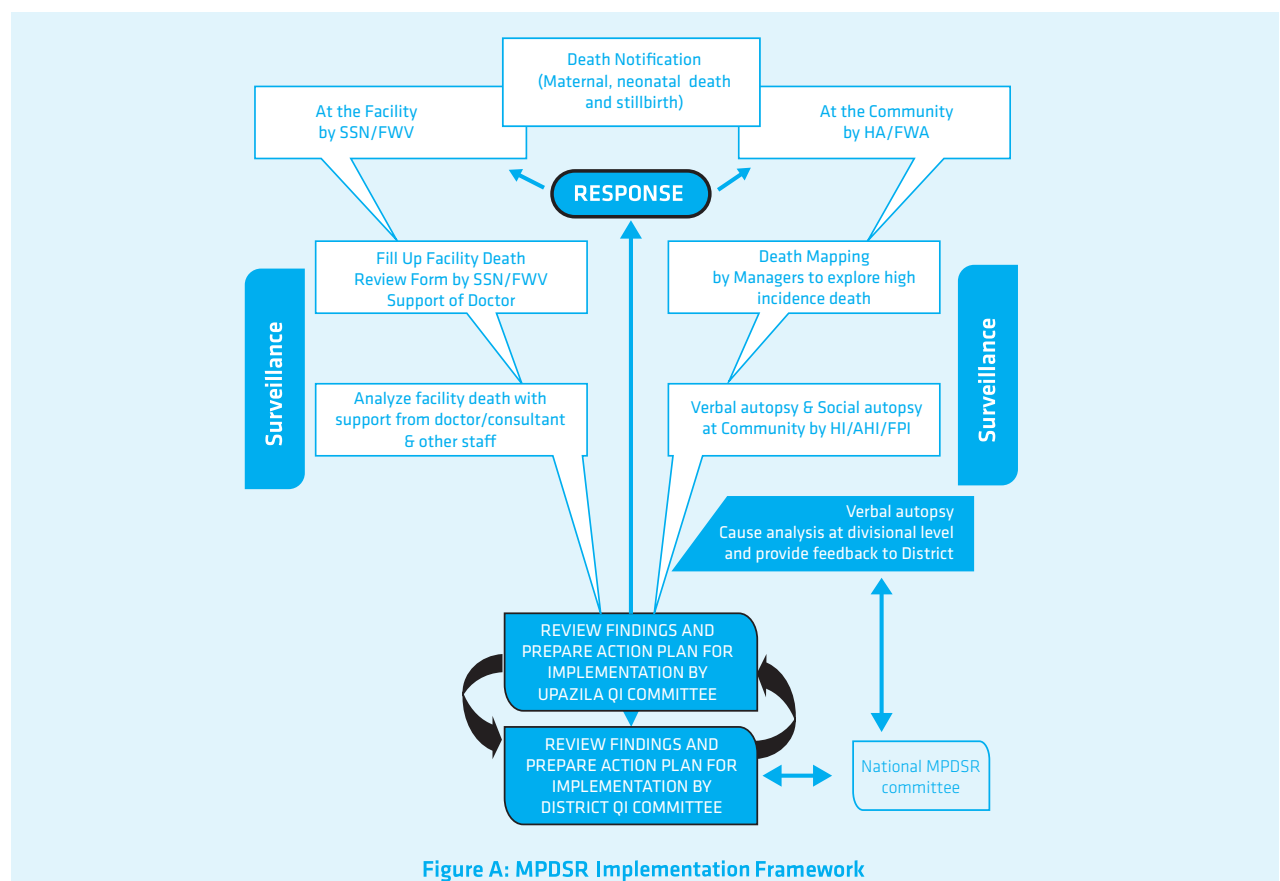 Death Notification
(Maternal, neonatal death
and stillbirth)
At the Facility
by SSN/FWV
At the Community
by HA/FWA
RESPONSE
Fill Up Facility Death
Review Form by SSN/FWV
Support of Doctor
Death Mapping
by Managers to explore high
incidence death
Surveillance
Surveillance
Analyze facility death with
support from doctor/consultant
& other staff
Verbal autopsy & Social autopsy
at Community by HI/AHI/FPI
Verbal autopsy
Cause analysis at divisional level
and provide feedback to District
REVIEW FINDINGS AND
PREPARE ACTION PLAN FOR
IMPLEMENTATION BY
UPAZILA QI COMMITTEE
REVIEW FINDINGS AND
PREPARE ACTION PLAN FOR
IMPLEMENTATION BY
DISTRICT QI COMMITTEE
National MPDSR
committee
Figure A: MPDSR Implementation Framework